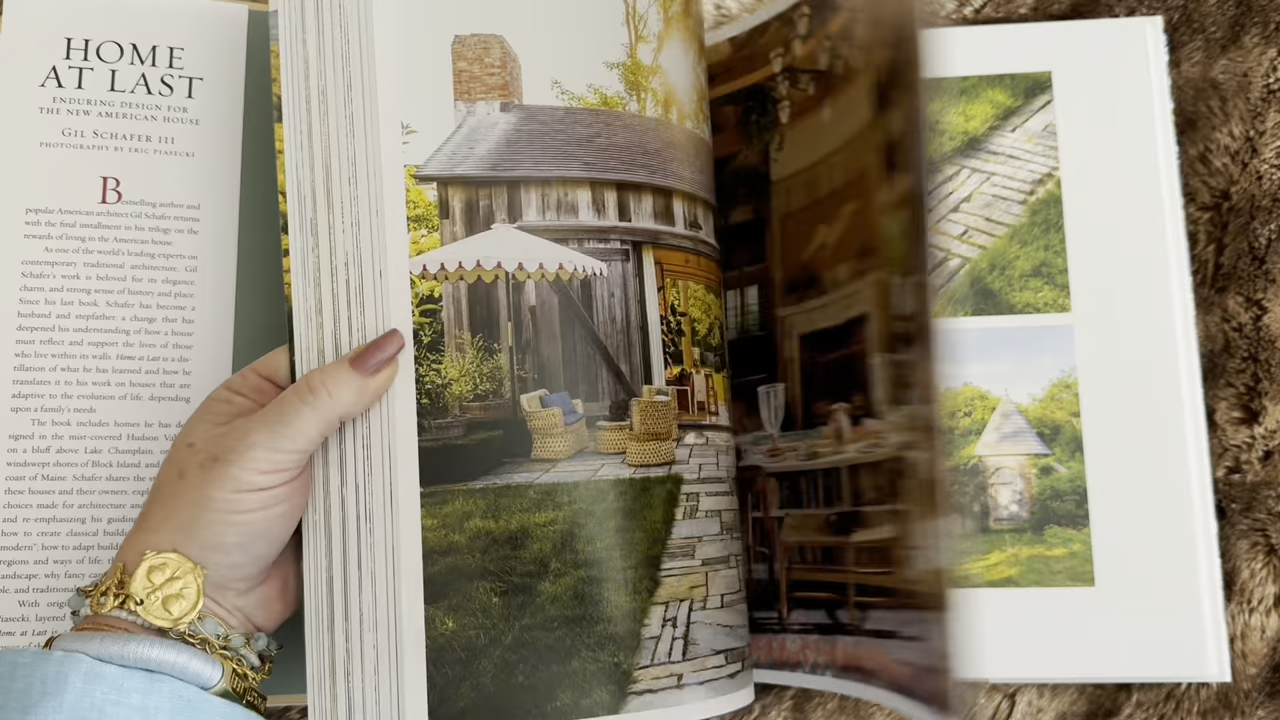 HOME
AT LAST
ENDURING DESIGN FOR
THE NEW AMERICAN HOUSE
GIL SCHAFER III
PHOTOGRAPHY BY ERIC PIASECKI
Bestselling author and
popular American architect Gil Schafer returns
with the final installment in his trilogy on the
rewards of living in the American house.
As one of the world's leading experts on
contemporary traditional architecture, Gil
Schafer's work is beloved for its elegance,
charm, and strong sense of history and place.
Since his last book, Schafer has become a
husband and stepfather, a change that has
deepened his understanding of how a house
must reflect and support the lives of those
who live within its walls. Home at Last is a dis-
tillation of what he has learned and how he
translates it to his work on houses that are
adaptive to the evolution of life, depending
upon a family's needs
The book includes homes he has de
signed in the mist-covered Hudson Val
on a bluff above Lake Champlain, on
windswept shores of Block Island, and
coast of Maine. Schafer shares the st
these houses and their owners, expl
choices made for architecture an
and re-emphasizing his guidin
how to create classical build
modern"; how to adapt buil
regions and ways of life; th
andscape; why fancy ca
ble, and traditional
With origi
Piasecki, layered
Home at Last is